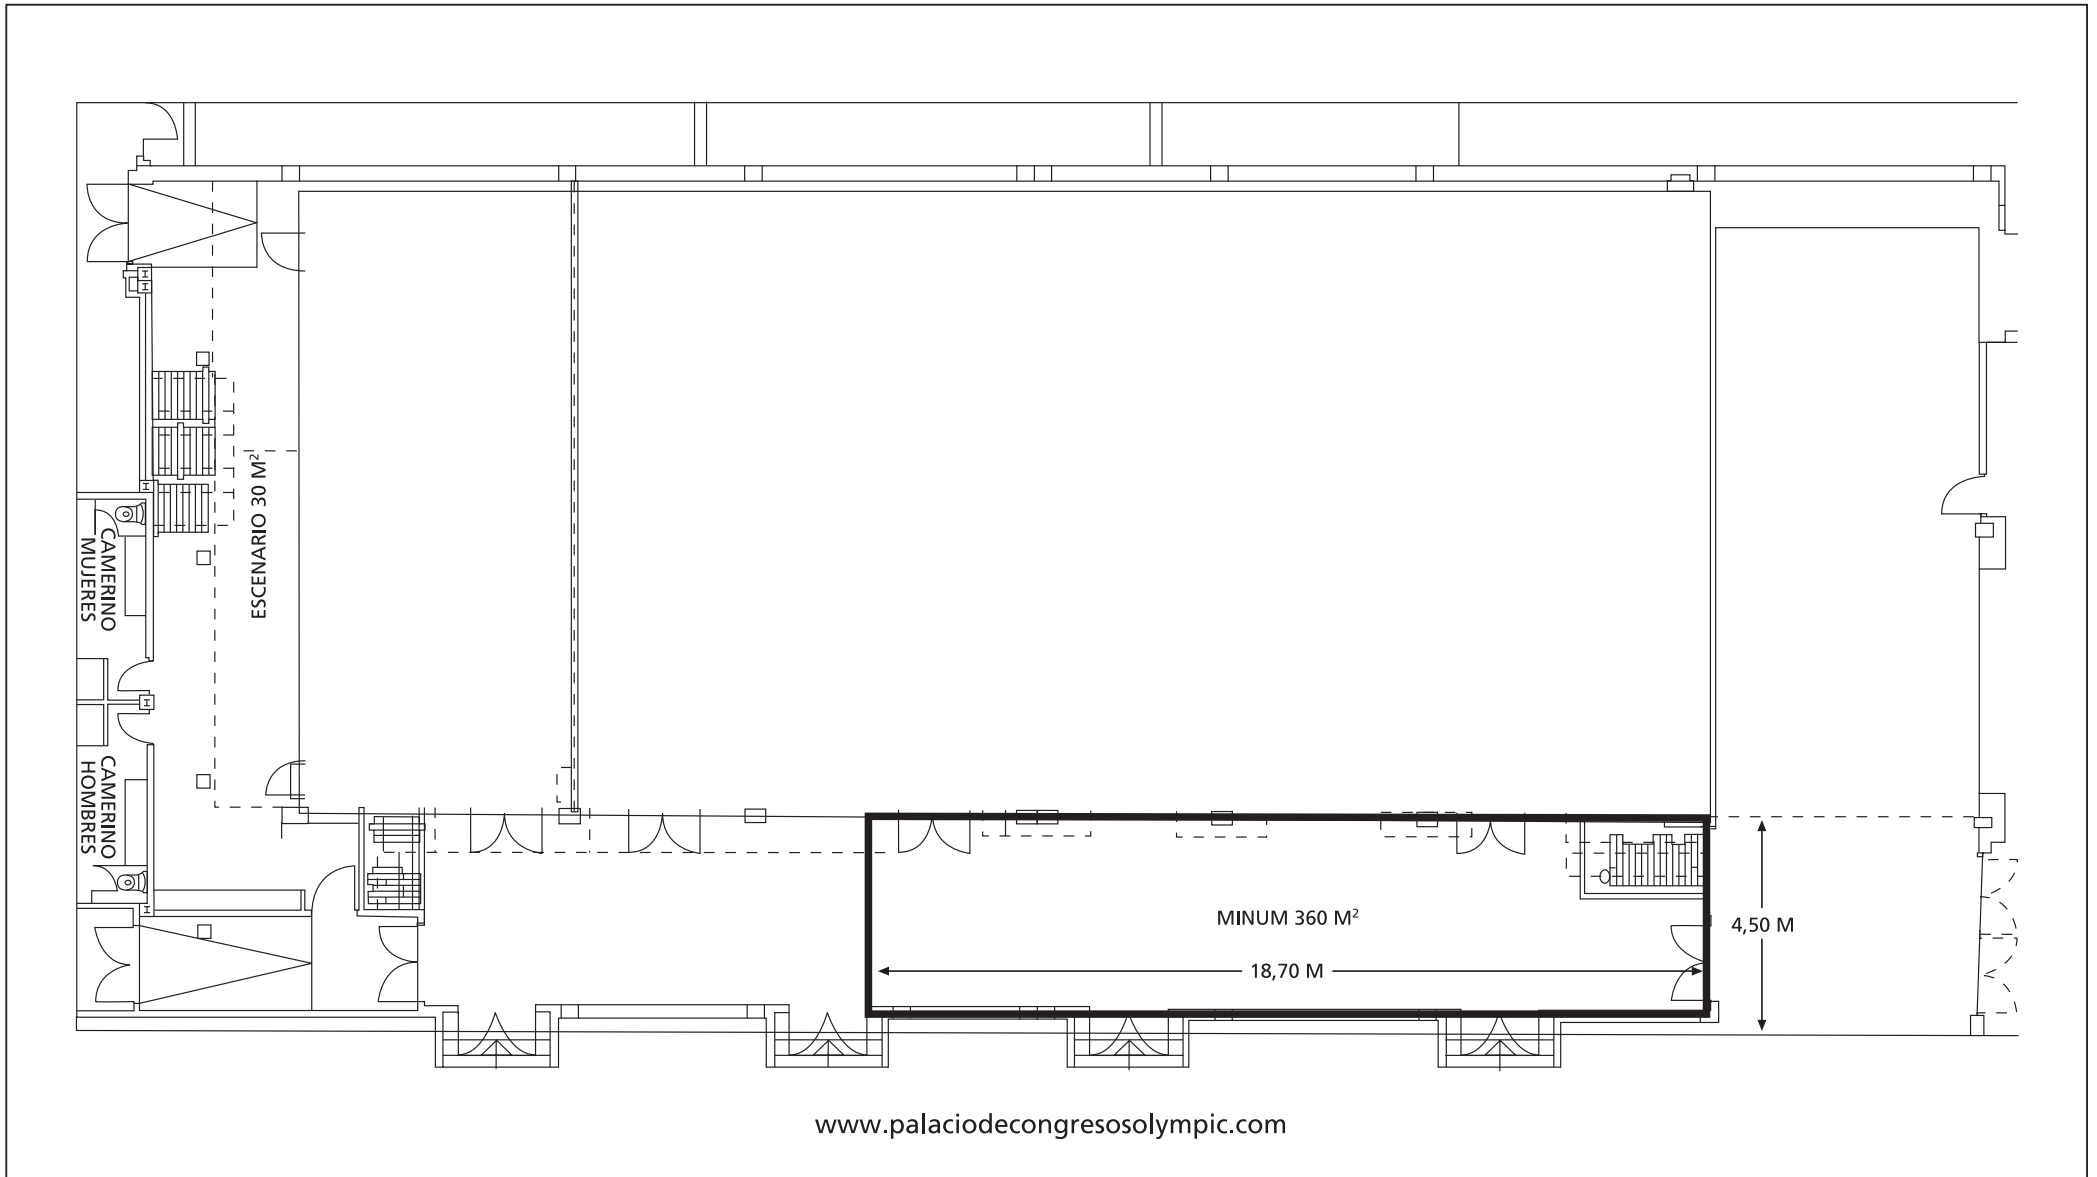 ESCENARIO 30 M²
CAMERINO
MUJERES
CAMERINO
HOMBRES
MINUM 360 M²
4,50 M
18,70 M
www.palaciodecongresosolympic.com